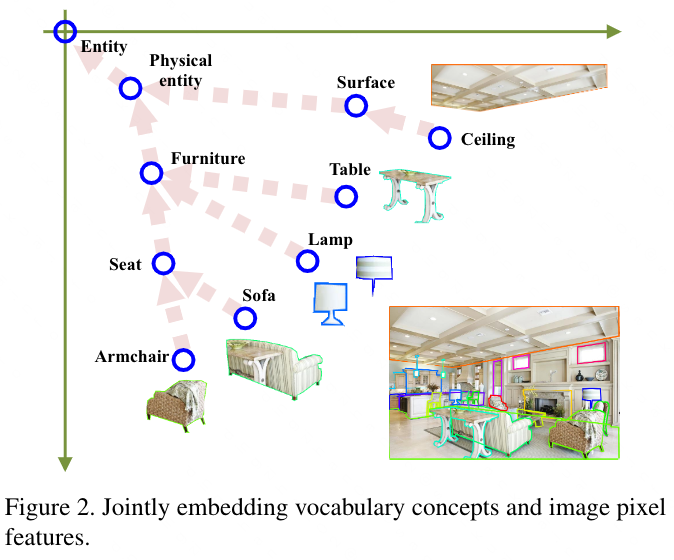 Entity
Physical
entity
Surface
Ceiling
Furniture
Table
Lamp
Seat
Sofa
Armchair
Figure 2. Jointly embedding vocabulary concepts and image pixel
features.